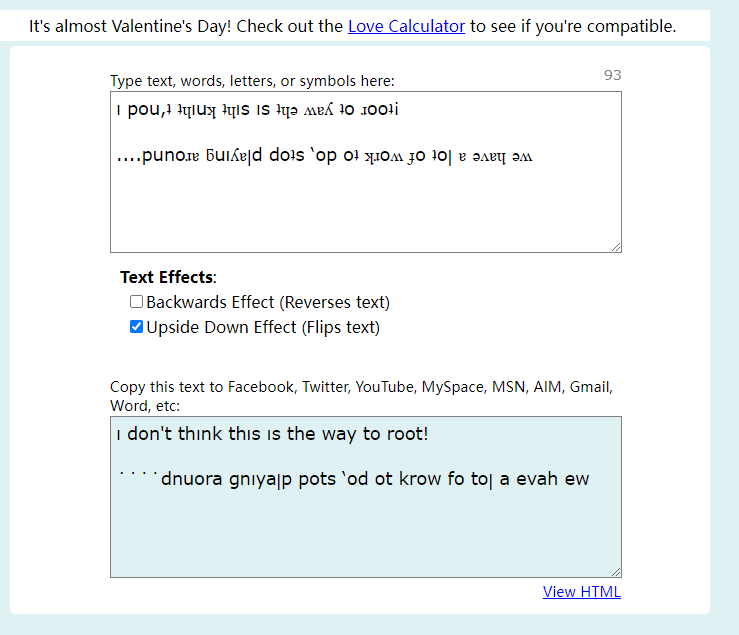 It's almost Valentine's Day! Check out the Love Calculator to see if you're compatible.
Type text, words, letters, or symbols here:
93
ı pou,ʇ ʇɥıuʞ ʇɥıs ıs ʇɥǝ ʍɐʎ ʇo ɹooʇ¡
....punoɹɐ ƃuıʎɐןd doʇs ‛op oʇ ʞɹoʍ ɟo ʇoן ɐ ǝʌɐɥ ǝʍ
Text Effects:
Backwards Effect (Reverses text)
Upside Down Effect (Flips text)
Copy this text to Facebook, Twitter, YouTube, MySpace, MSN, AIM, Gmail,
Word, etc:
ı don't thınk thıs ıs the way to root!
˙˙˙˙dnuora gnıyaןp pots ‛od ot krow fo toן a evah ew
View HTML